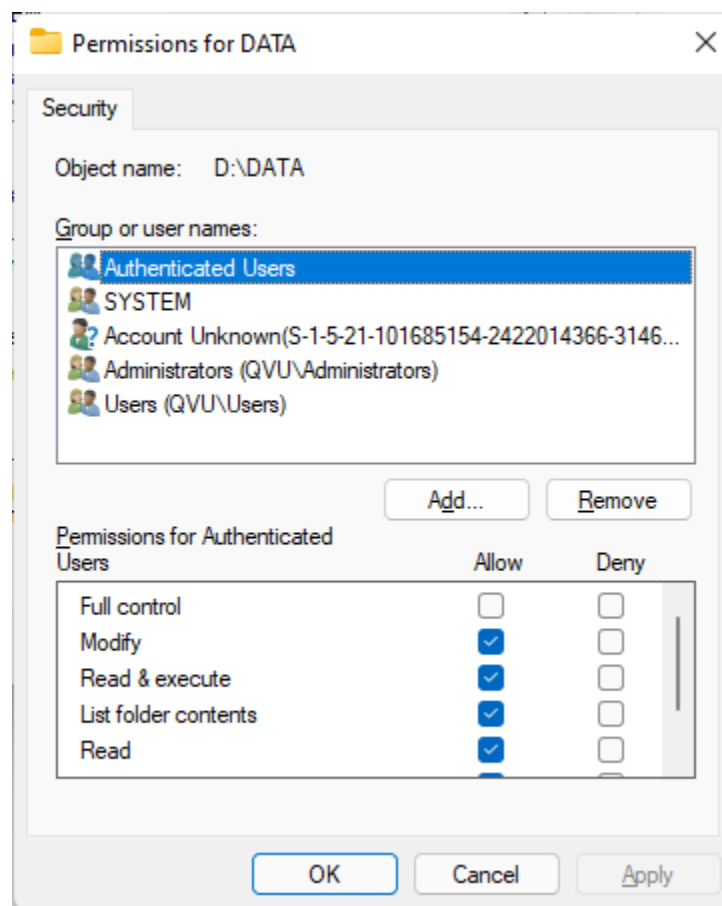 Permissions for DATA
Security
Object name: D:\DATA
Group or user names:
Authenticated Users
SYSTEM
Account Unknown(S-1-5-21-101685154-2422014366-3146...
Administrators (QVU\Administrators)
Users (QVU\Users)
Add... Remove
Permissions for Authenticated
Users Allow Deny
Full control
Modify
Read & execute
List folder contents
Read
OK Cancel Apply